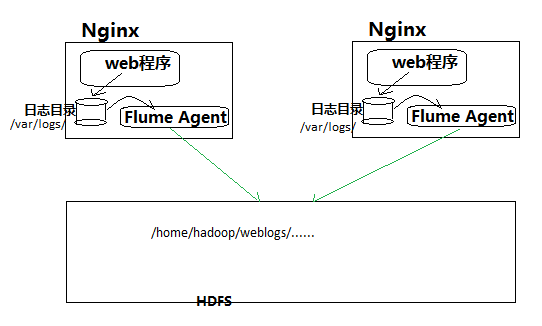 Nginx
web程序
日志目录
/var/logs/
Flume Agent
Nginx
web程序
日志目录
/var/logs/
Flume Agent
/home/hadoop/weblogs/......
HDFS